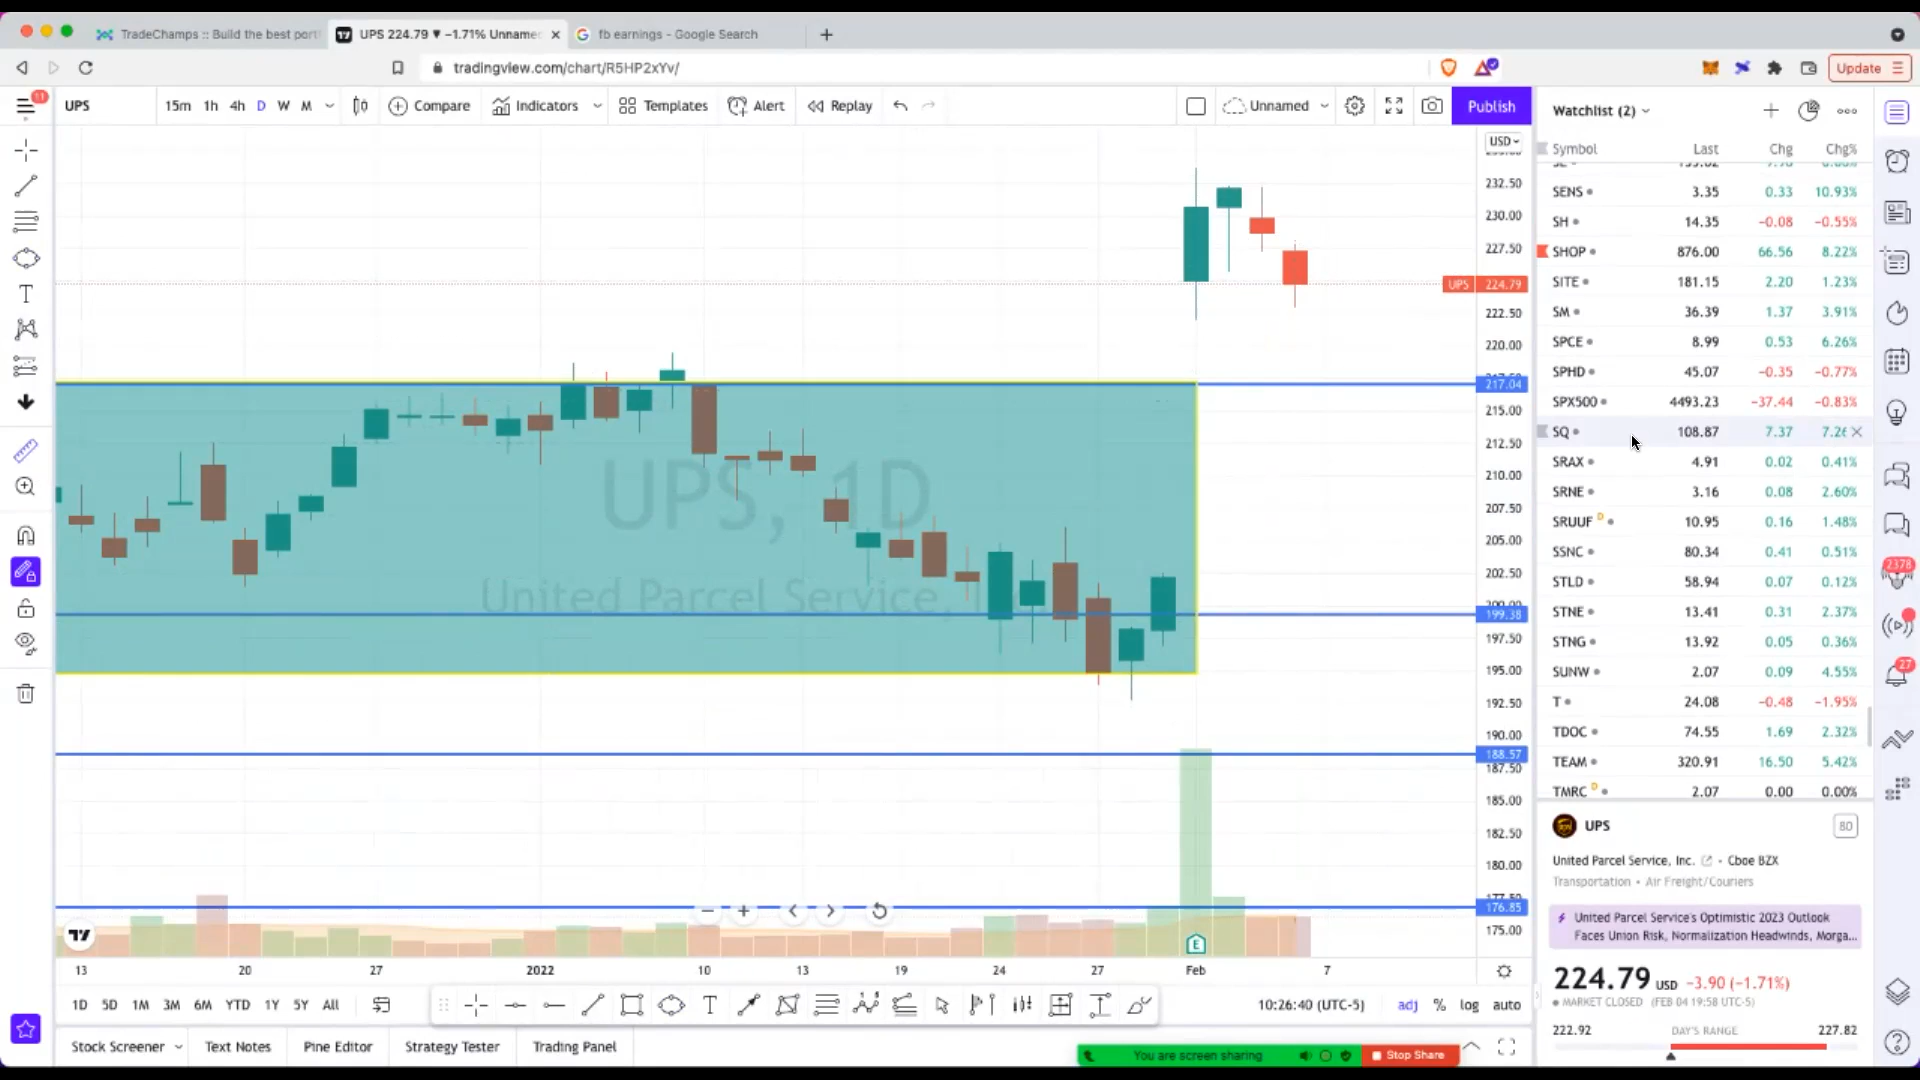 TradeChamps :: Build the best port
UPS 224.79 ▼ −1.71% Unname
fb earnings - Google Search
tradingview.com/chart/R5HP2xYv/
Update
11
UPS
15m 1h 4h D W M
Compare
Indicators
Templates
Alert
Replay
Unnamed
Publish
Watchlist (2)
USD
Symbol Last Chg Chg%
SENS 3.35 0.33 10.93%
SH 14.35 −0.08 −0.55%
SHOP 876.00 66.56 8.22%
SITE 181.15 2.20 1.23%
SM 36.39 1.37 3.91%
SPCE 8.99 0.53 6.26%
SPHD 45.07 −0.35 −0.77%
SPX500 4493.23 −37.44 −0.83%
SQ 108.87 7.37 7.26
SRAX 4.91 0.02 0.41%
SRNE 3.16 0.08 2.60%
SRUUF D 10.95 0.16 1.48%
SSNC 80.34 0.41 0.51%
STLD 58.94 0.07 0.12%
STNE 13.41 0.31 2.37%
STNG 13.92 0.05 0.36%
SUNW 2.07 0.09 4.55%
T 24.08 −0.48 −1.95%
TDOC 74.55 1.69 2.32%
TEAM 320.91 16.50 5.42%
TMRC D 2.07 0.00 0.00%
232.50
230.00
227.50
UPS 224.79
222.50
220.00
217.04
215.00
212.50
210.00
207.50
205.00
202.50
199.38
197.50
195.00
192.50
190.00
188.57
187.50
185.00
182.50
180.00
176.85
175.00
UPS, 1D
United Parcel Service, Inc.
E
13 20 27 2022 10 13 19 24 27 Feb 7
1D 5D 1M 3M 6M YTD 1Y 5Y All
10:26:40 (UTC-5)
adj % log auto
Stock Screener
Text Notes
Pine Editor
Strategy Tester
Trading Panel
You are screen sharing
Stop Share
2378
27
UPS
80
United Parcel Service, Inc. • Cboe BZX
Transportation • Air Freight/Couriers
United Parcel Service's Optimistic 2023 Outlook
Faces Union Risk, Normalization Headwinds, Morga...
224.79 USD −3.90 (−1.71%)
MARKET CLOSED (FEB 04 19:58 UTC-5)
222.92 DAY'S RANGE 227.82